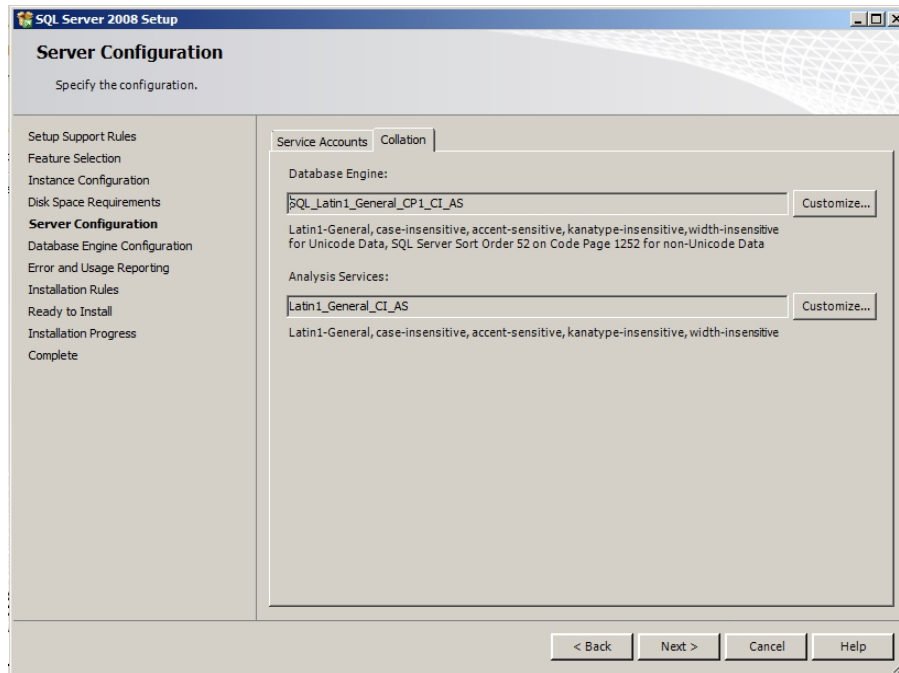 SQL Server 2008 Setup
Server Configuration
Specify the configuration.
Setup Support Rules
Feature Selection
Instance Configuration
Disk Space Requirements
Server Configuration
Database Engine Configuration
Error and Usage Reporting
Installation Rules
Ready to Install
Installation Progress
Complete
Service Accounts
Collation
Database Engine:
SQL_Latin1_General_CP1_CI_AS
Customize...
Latin1-General, case-insensitive, accent-sensitive, kanatype-insensitive,width-insensitive
for Unicode Data, SQL Server Sort Order 52 on Code Page 1252 for non-Unicode Data
Analysis Services:
Latin1_General_CI_AS
Customize...
Latin1-General, case-insensitive, accent-sensitive, kanatype-insensitive, width-insensitive
< Back
Next >
Cancel
Help